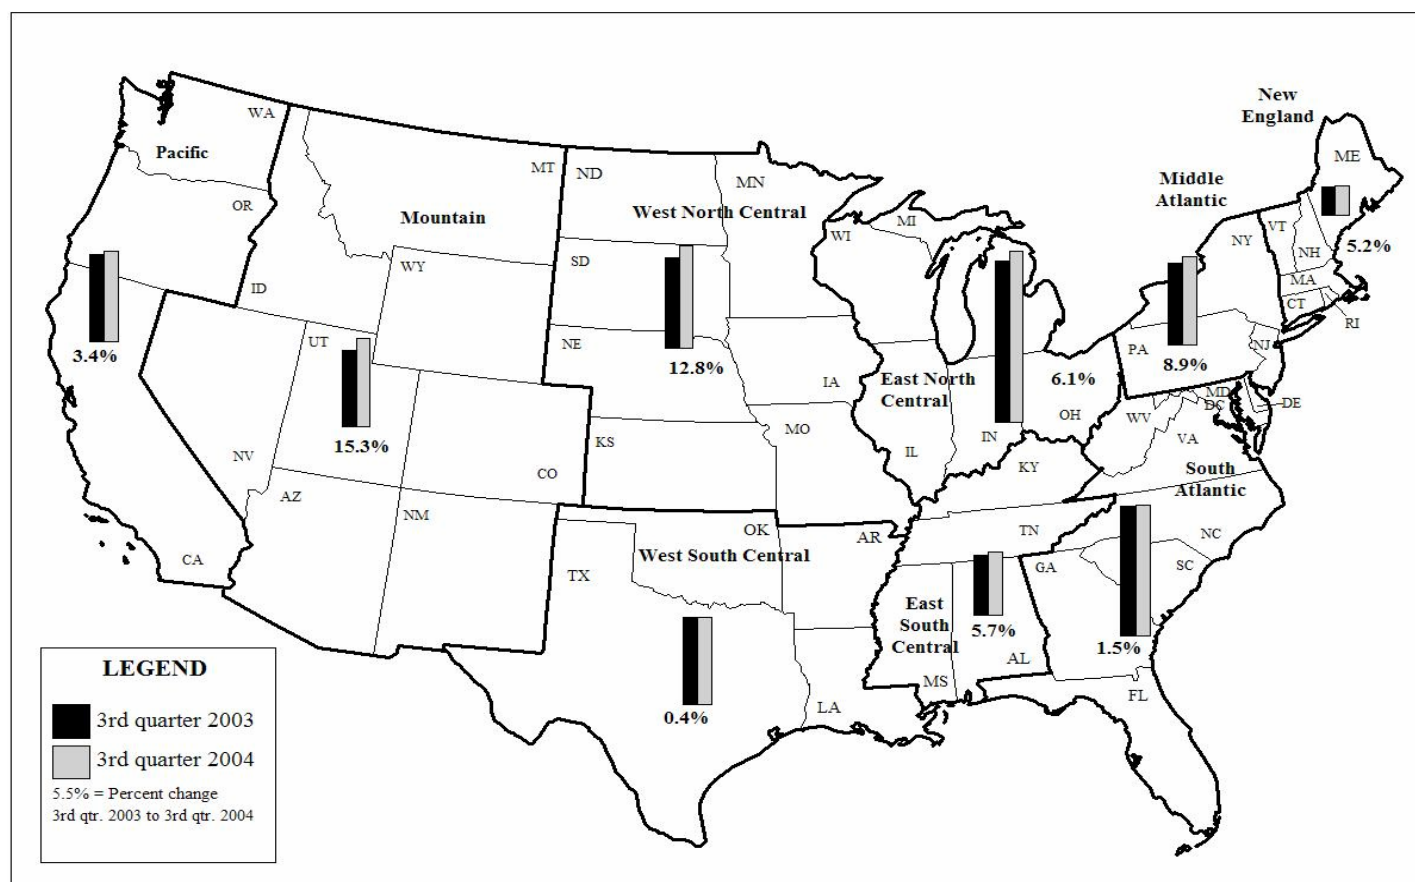 New
England
WA
ME
Pacific
MT
ND
MN
Middle
Atlantic
OR
Mountain
West North Central
MI
WI
NY
VT
5.2%
NH
WY
SD
MA
ID
CT
RI
UT
NE
PA
NJ
3.4%
12.8%
8.9%
East North
Central
6.1%
IA
MD
DC
DE
OH
WV
MO
KS
IN
VA
15.3%
NV
IL
KY
CO
South
Atlantic
AZ
NM
OK
TN
NC
AR
West South Central
CA
GA
SC
TX
East
South
Central
5.7%
1.5%
AL
LEGEND
MS
FL
LA
0.4%
3rd quarter 2003
3rd quarter 2004
5.5% = Percent change
3rd qtr. 2003 to 3rd qtr. 2004